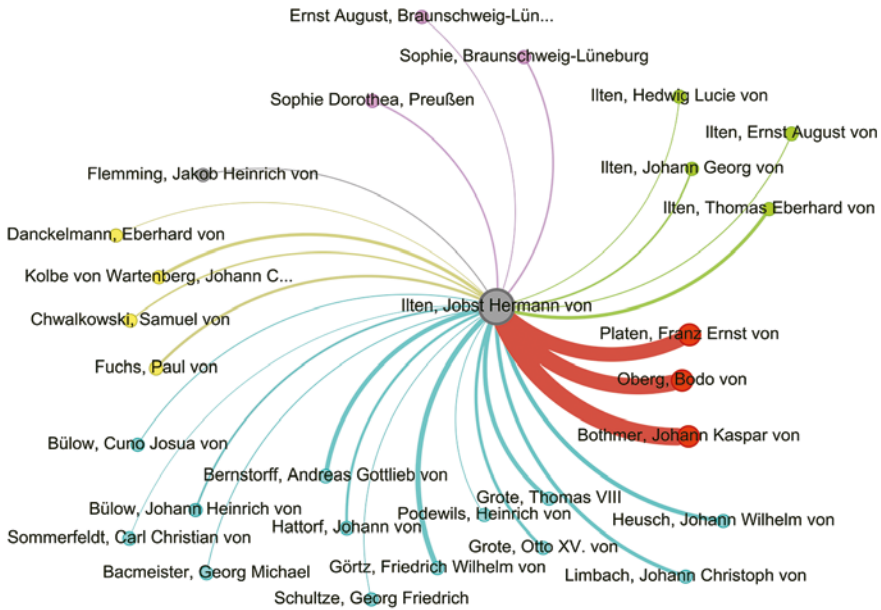 Ernst August, Braunschweig-Lün...
Sophie, Braunschweig-Lüneburg
Sophie Dorothea, Preußen
Ilten, Hedwig Lucie von
Ilten, Ernst August von
Ilten, Johann Georg von
Flemming, Jakob Heinrich von
Ilten, Thomas Eberhard von
Danckelmann, Eberhard von
Kolbe von Wartenberg, Johann C...
Ilten, Jobst Hermann von
Chwalkowski, Samuel von
Platen, Franz Ernst von
Fuchs, Paul von
Oberg, Bodo von
Bothmer, Johann Kaspar von
Bülow, Cuno Josua von
Bernstorff, Andreas Gottlieb von
Grote, Thomas VIII
Bülow, Johann Heinrich von
Podewils, Heinrich von
Heusch, Johann Wilhelm von
Hattorf, Johann von
Sommerfeldt, Carl Christian von
Grote, Otto XV. von
Bacmeister, Georg Michael
Görtz, Friedrich Wilhelm von
Limbach, Johann Christoph von
Schultze, Georg Friedrich